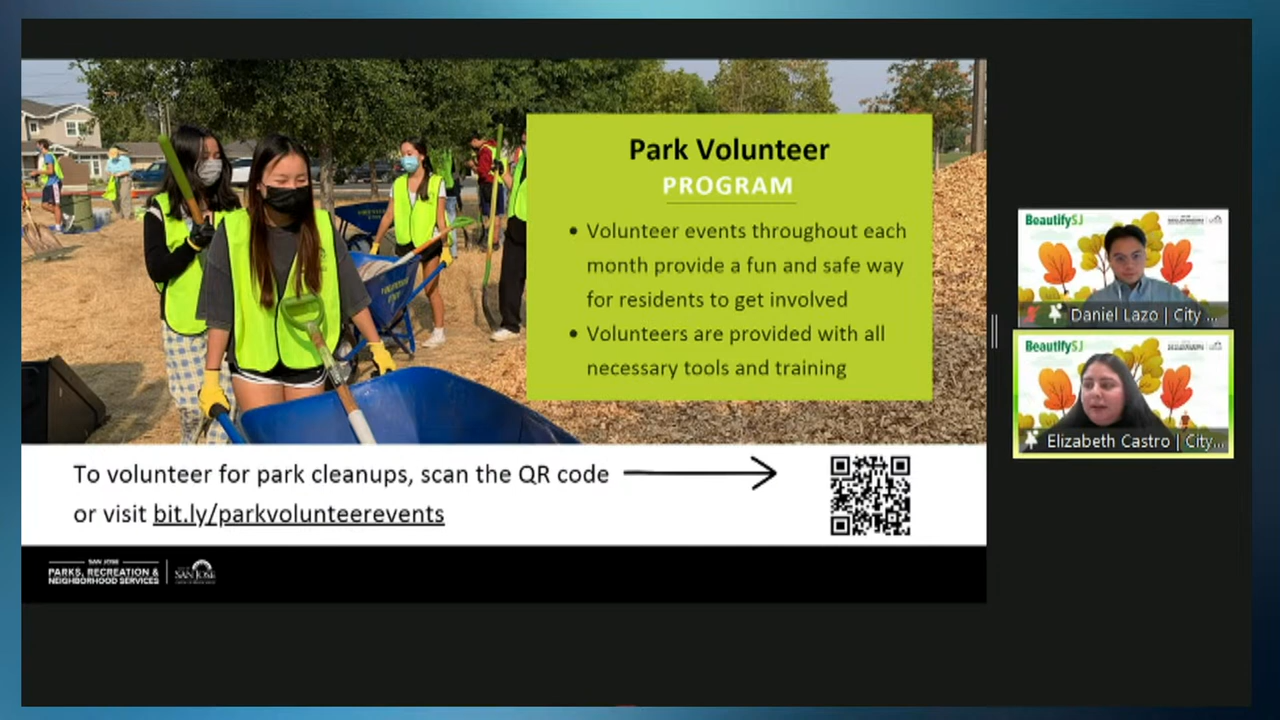 Park Volunteer
PROGRAM
• Volunteer events throughout each
month provide a fun and safe way
for residents to get involved
• Volunteers are provided with all
necessary tools and training
To volunteer for park cleanups, scan the QR code
or visit bit.ly/parkvolunteerevents
SAN JOSE
PARKS, RECREATION &
NEIGHBORHOOD SERVICES
SAN JOSE
BeautifySJ
Daniel Lazo | City ...
BeautifySJ
Elizabeth Castro | City...